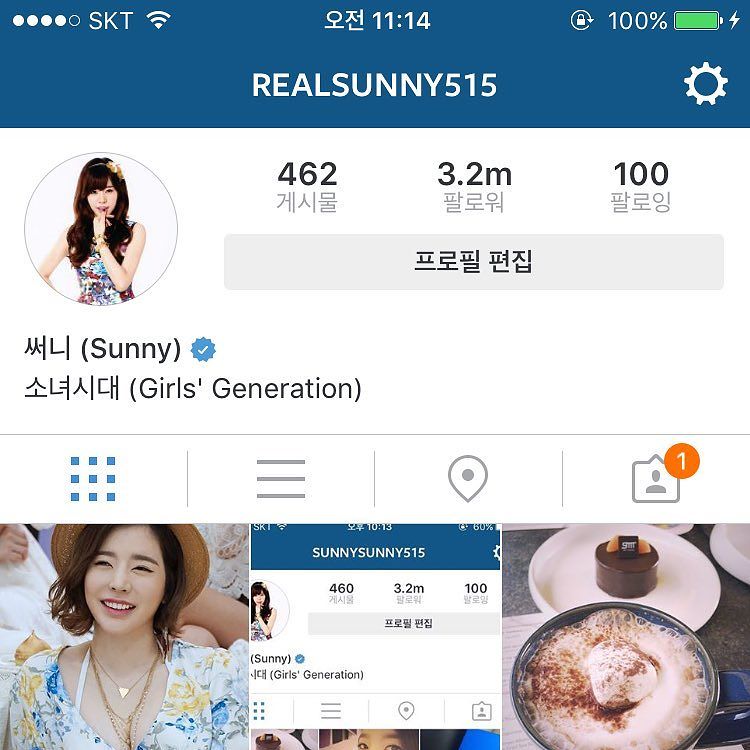 SKT 오전 11:14 100%
REALSUNNY515
462 3.2m 100
게시물 팔로워 팔로잉
프로필 편집
써니 (Sunny)
소녀시대 (Girls' Generation)
1
SKT 오후 10:13 60%
SUNNYSUNNY515
460 3.2m 100
게시물 팔로워 팔로잉
프로필 편집
(Sunny)
시대 (Girls' Generation)